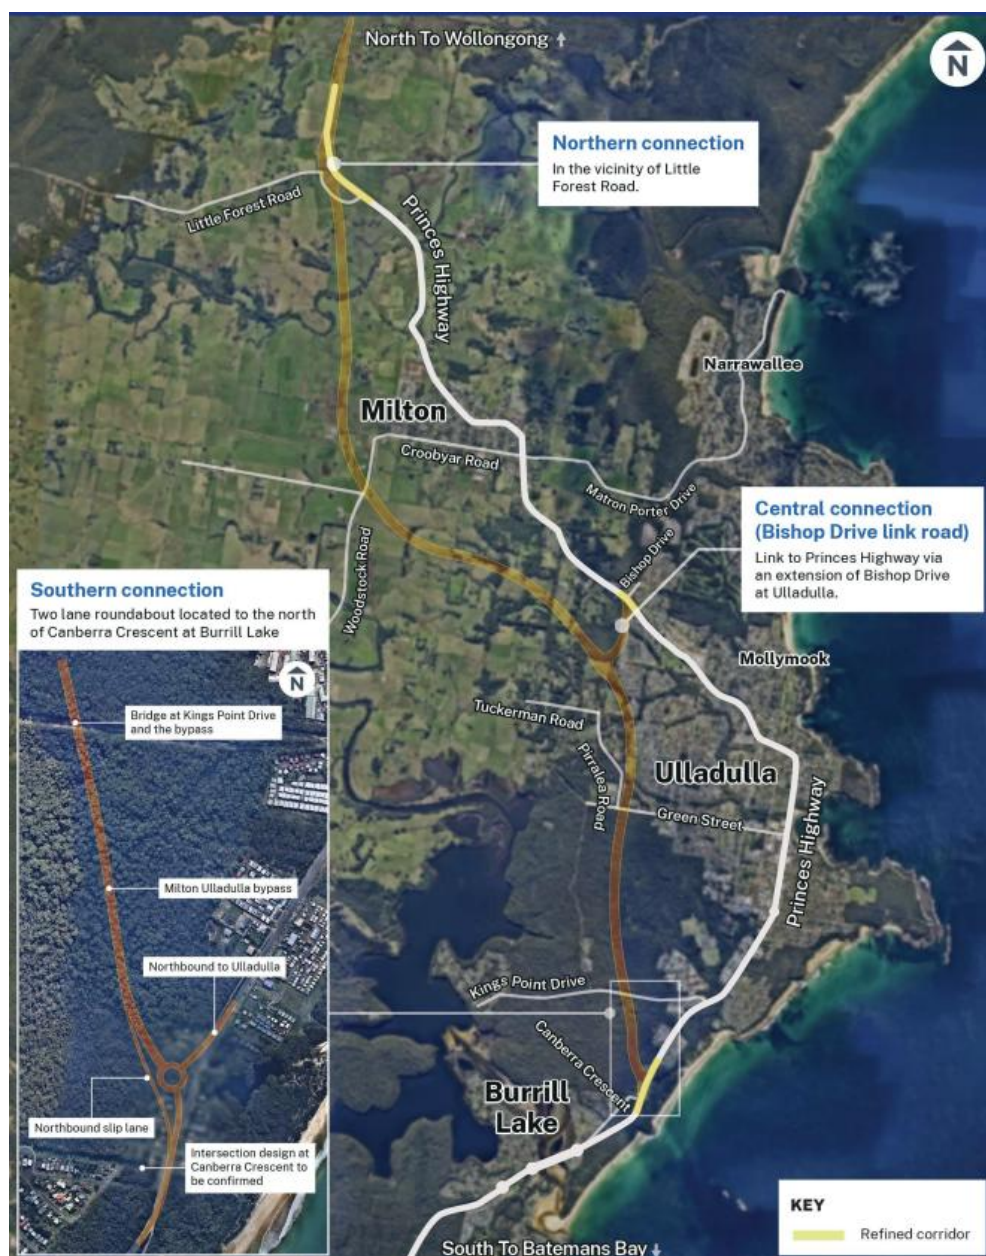 North To Wollongong ↑
N
Northern connection
In the vicinity of Little
Forest Road.
Little Forest Road
Princes Highway
Narrawallee
Milton
Croobyar Road
Matron Porter Drive
Central connection
(Bishop Drive link road)
Link to Princes Highway via
an extension of Bishop Drive
at Ulladulla.
Bishop Drive
Woodstock Road
Southern connection
Two lane roundabout located to the north
of Canberra Crescent at Burrill Lake
N
Bridge at Kings Point Drive
and the bypass
Milton Ulladulla bypass
Northbound to Ulladulla
Northbound slip lane
Intersection design at
Canberra Crescent to
be confirmed
Mollymook
Tuckerman Road
Pirralea Road
Ulladulla
Green Street
Princes Highway
Kings Point Drive
Canberra Crescent
Burrill
Lake
KEY
Refined corridor
South To Batemans Bay ↓